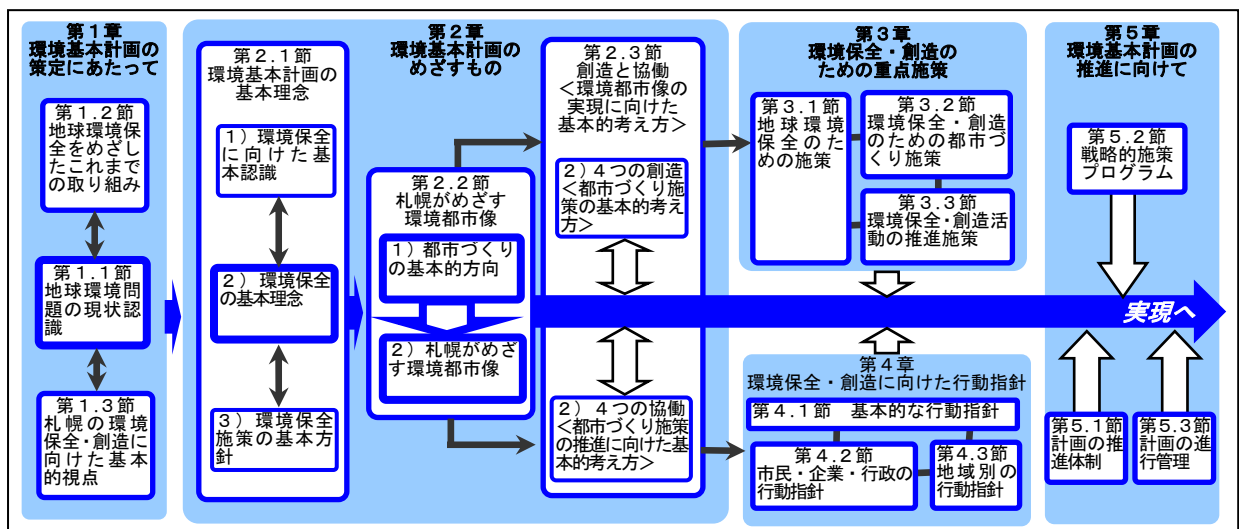 第１章
環境基本計画の
策定にあたって
第１.２節
地球環境保
全をめざし
たこれまで
の取り組み
第１.１節
地球環境問
題の現状認
識
第１.３節
札幌の環境
保全・創造に
向けた基本
的視点
第２章
環境基本計画の
めざすもの
第２.１節
環境基本計画の
基本理念
１）環境保全
に向けた基
本認識
２） 環境保全
の基本理念
３）環境保全
施策の基本方
針
第２.２節
札幌がめざす
環境都市像
１）都市づくり
の基本的方向
２）札幌がめざ
す環境都市像
第２.３節
創造と協働
＜環境都市像の
実現に向けた
基本的考え方＞
２）４つの創造
＜都市づくり施
策の基本的考え
方＞
２）４つの協働
＜都市づくり施策
の推進に向けた基
本的考え方＞
第３章
環境保全・創造の
ための重点施策
第３.１節
地球環境
保全のた
めの施策
第３.２節
環境保全・創造
のための都市づ
くり施策
第３.３節
環境保全・創造活
動の推進施策
第４章
環境保全・創造に向けた行動指針
第４.１節 基本的な行動指針
第４.２節
市民・企業・行政の
行動指針
第４.３節
地域別の
行動指針
第５章
環境基本計画の
推進に向けて
第５.２節
戦略的施策
プログラム
実現へ
第５.１節
計画の推
進体制
第５.３節
計画の進
行管理